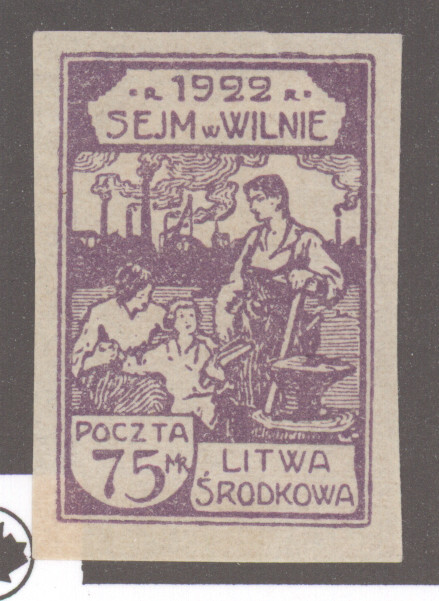 · R 1922 R ·
SEJM w WILNIE
POCZTA
75 MK
LITWA
ŚRODKOWA